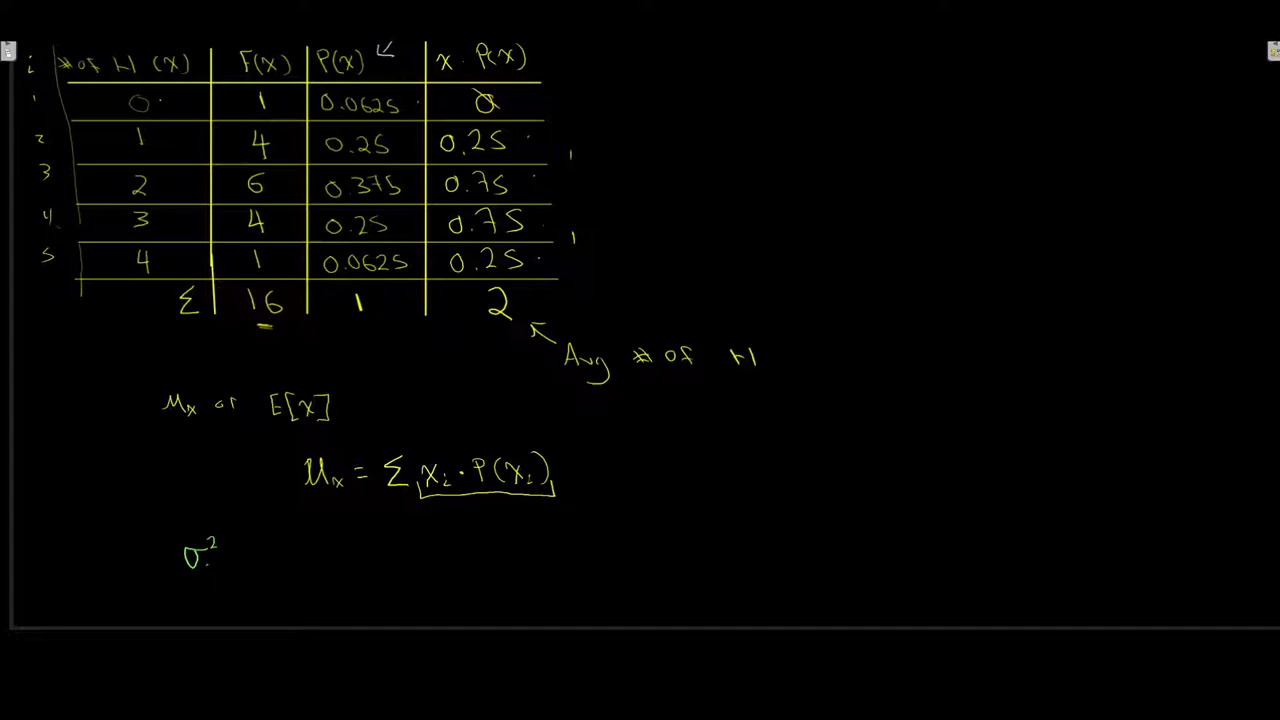 i # of H (x) F(x) P(x) x · P(x)
1 0 1 0.0625 0
2 1 4 0.25 0.25
3 2 6 0.375 0.75
4 3 4 0.25 0.75
5 4 1 0.0625 0.25
Σ 16 1 2
Avg # of H
μx or E[x]
μx = Σ xi · P(xi)
σ²